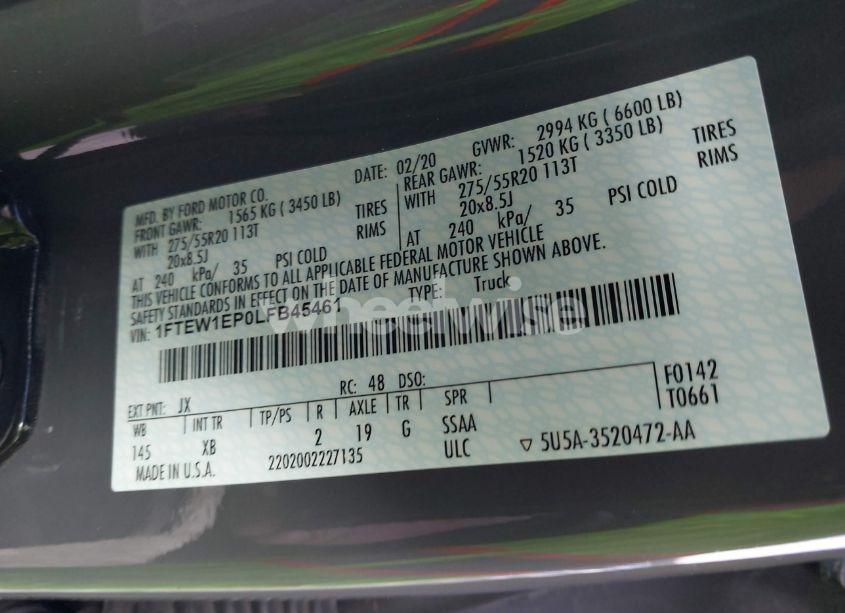 MFD. BY FORD MOTOR CO. DATE: 02/20 GVWR: 2994 KG ( 6600 LB)
FRONT GAWR: 1565 KG ( 3450 LB) REAR GAWR: 1520 KG ( 3350 LB)
WITH 275/55R20 113T TIRES WITH 275/55R20 113T TIRES
20x8.5J RIMS 20x8.5J RIMS
AT 240 kPa/ 35 PSI COLD AT 240 kPa/ 35 PSI COLD
THIS VEHICLE CONFORMS TO ALL APPLICABLE FEDERAL MOTOR VEHICLE
SAFETY STANDARDS IN EFFECT ON THE DATE OF MANUFACTURE SHOWN ABOVE.
VIN: 1FTEW1EP0LFB45461 TYPE: Truck
wheelwise
EXT PNT: JX RC: 48 DSO: F0142
WB INT TR TP/PS R AXLE TR SPR T0661
145 XB 2 19 G SSAA
MADE IN U.S.A. 2202002227135 ULC ▽ 5U5A-3520472-AA